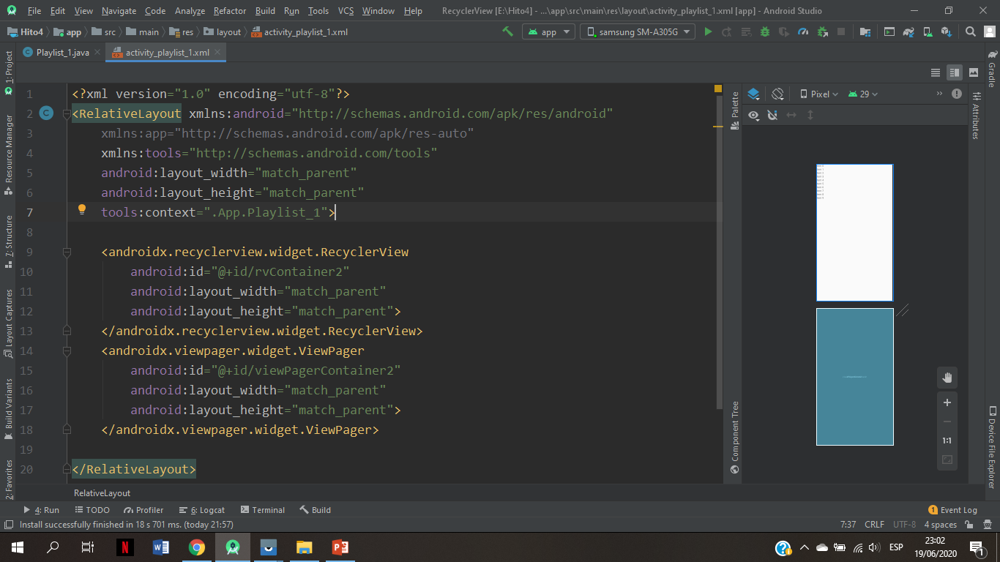 File Edit View Navigate Code Analyze Refactor Build Run Tools VCS Window Help RecyclerView [E:\Hito4] - ...\app\src\main\res\layout\activity_playlist_1.xml [app] - Android Studio
Hito4 app src main res layout activity_playlist_1.xml app samsung SM-A305G
Playlist_1.java activity_playlist_1.xml
1: Project
Resource Manager
7: Structure
Layout Captures
Build Variants
2: Favorites
1 <?xml version="1.0" encoding="utf-8"?>
2 <RelativeLayout xmlns:android="http://schemas.android.com/apk/res/android"
3 xmlns:app="http://schemas.android.com/apk/res-auto"
4 xmlns:tools="http://schemas.android.com/tools"
5 android:layout_width="match_parent"
6 android:layout_height="match_parent"
7 tools:context=".App.Playlist_1">
8
9 <androidx.recyclerview.widget.RecyclerView
10 android:id="@+id/rvContainer2"
11 android:layout_width="match_parent"
12 android:layout_height="match_parent">
13 </androidx.recyclerview.widget.RecyclerView>
14 <androidx.viewpager.widget.ViewPager
15 android:id="@+id/viewPagerContainer2"
16 android:layout_width="match_parent"
17 android:layout_height="match_parent">
18 </androidx.viewpager.widget.ViewPager>
19
20 </RelativeLayout>
Palette
Component Tree
Pixel 29
1:1
Gradle
Attributes
Device File Explorer
RelativeLayout
4: Run TODO Profiler 6: Logcat Terminal Build 1 Event Log
Install successfully finished in 18 s 701 ms. (today 21:57) 7:37 CRLF UTF-8 4 spaces
ESP 23:02
19/06/2020 1